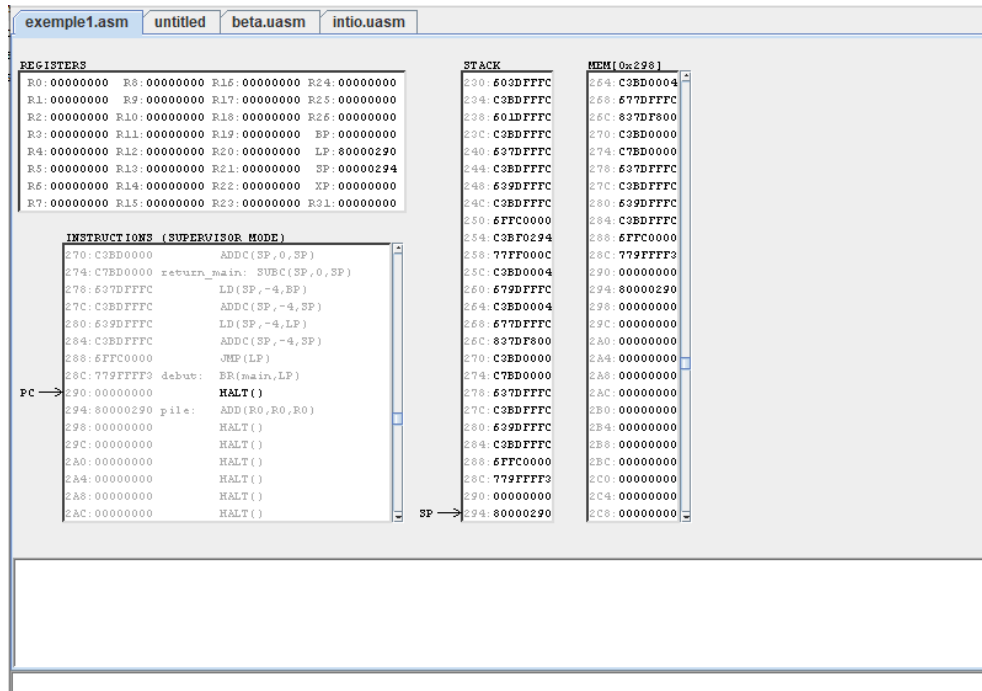 exemple1.asm untitled beta.uasm intio.uasm
REGISTERS
R0:00000000 R8:00000000 R16:00000000 R24:00000000
R1:00000000 R9:00000000 R17:00000000 R25:00000000
R2:00000000 R10:00000000 R18:00000000 R26:00000000
R3:00000000 R11:00000000 R19:00000000 BP:00000000
R4:00000000 R12:00000000 R20:00000000 LP:80000290
R5:00000000 R13:00000000 R21:00000000 SP:00000294
R6:00000000 R14:00000000 R22:00000000 XP:00000000
R7:00000000 R15:00000000 R23:00000000 R31:00000000
INSTRUCTIONS (SUPERVISOR MODE)
270:C3BD0000 ADDC(SP,0,SP)
274:C7BD0000 return_main: SUBC(SP,0,SP)
278:637DFFFC LD(SP,-4,BP)
27C:C3BDFFFC ADDC(SP,-4,SP)
280:639DFFFC LD(SP,-4,LP)
284:C3BDFFFC ADDC(SP,-4,SP)
288:6FFC0000 JMP(LP)
28C:779FFFF3 debut: BR(main,LP)
PC 290:00000000 HALT()
294:80000290 pile: ADD(R0,R0,R0)
298:00000000 HALT()
29C:00000000 HALT()
2A0:00000000 HALT()
2A4:00000000 HALT()
2A8:00000000 HALT()
2AC:00000000 HALT()
STACK
230:603DFFFC
234:C3BDFFFC
238:601DFFFC
23C:C3BDFFFC
240:637DFFFC
244:C3BDFFFC
248:639DFFFC
24C:C3BDFFFC
250:6FFC0000
254:C3BF0294
258:77FF000C
25C:C3BD0004
260:679DFFFC
264:C3BD0004
268:677DFFFC
26C:837DF800
270:C3BD0000
274:C7BD0000
278:637DFFFC
27C:C3BDFFFC
280:639DFFFC
284:C3BDFFFC
288:6FFC0000
28C:779FFFF3
290:00000000
SP 294:80000290
MEM[0x298]
264:C3BD0004
268:677DFFFC
26C:837DF800
270:C3BD0000
274:C7BD0000
278:637DFFFC
27C:C3BDFFFC
280:639DFFFC
284:C3BDFFFC
288:6FFC0000
28C:779FFFF3
290:00000000
294:80000290
298:00000000
29C:00000000
2A0:00000000
2A4:00000000
2A8:00000000
2AC:00000000
2B0:00000000
2B4:00000000
2B8:00000000
2BC:00000000
2C0:00000000
2C4:00000000
2C8:00000000